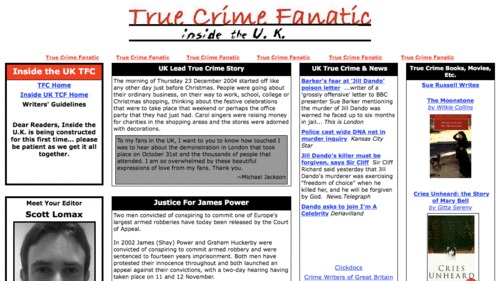 True Crime Fanatic
inside the U. K.
True Crime Fanatic True Crime Fanatic True Crime Fanatic True Crime Fanatic True Crime Fanatic True Crime Fanatic
Inside the UK TFC
TFC Home
Inside UK TCF Home
Writers' Guidelines
Dear Readers, Inside the
U.K. is being constructed
for this first time... please
be patient as we get it all
together.
Meet Your Editor
Scott Lomax
UK Lead True Crime Story
The morning of Thursday 23 December 2004 started off like
any other day just before Christmas. People were going about
their ordinary business, on their way to work, school, college or
Christmas shopping, thinking about the festive celebrations
that were to take place that weekend or perhaps the office
party that they just had. Carol singers were raising money
for charities in the shopping areas and the stores were adorned
with decorations.
To my fans in the UK, I want to you to know how touched I
was to hear about the demonstration in London that took
place on October 31st and the thousands of people that
attended. I am so overwhelmed by these beautiful
expressions of love from my fans. Thank you.
~Michael Jackson
Justice For James Power
Two men convicted of conspiring to commit one of Europe's
largest armed robberies have today been released by the Court
of Appeal.
In 2002 James (Shay) Power and Graham Huckerby were
convicted of conspiring to commit armed robbery and were
sentenced to fourteen years imprisonment. Both men have
protested their innocence throughout and both launched an
appeal against their convictions, with a two-day hearing having
taken place on 11 and 12 November.
UK True Crime & News
Barker's fear at 'Jill Dando'
poison letter ...writer of a
'grossly offensive' letter to BBC
presenter Sue Barker mentioning
the murder of Jill Dando was
warned he faced up to six months
in jail... This Is London
Police cast wide DNA net in
murder inquiry Kansas City
Star
Jill Dando's killer must be
forgiven, says Sir Cliff Sir Cliff
Richard said yesterday that Jill
Dando's murderer was exercising
"freedom of choice" when he
killed her, and he will be forgiven
by God. News.Telegraph
Dando asks to join I'm A
Celebrity DeHavilland
Clickdocs
Crime Writers of Great Britain
True Crime Books, Movies,
Etc.
Sue Russell Writes
The Moonstone
by Wilkie Collins
Cries Unheard: the Story
of Mary Bell
by Gitta Sereny
CRIES
UNHEARD